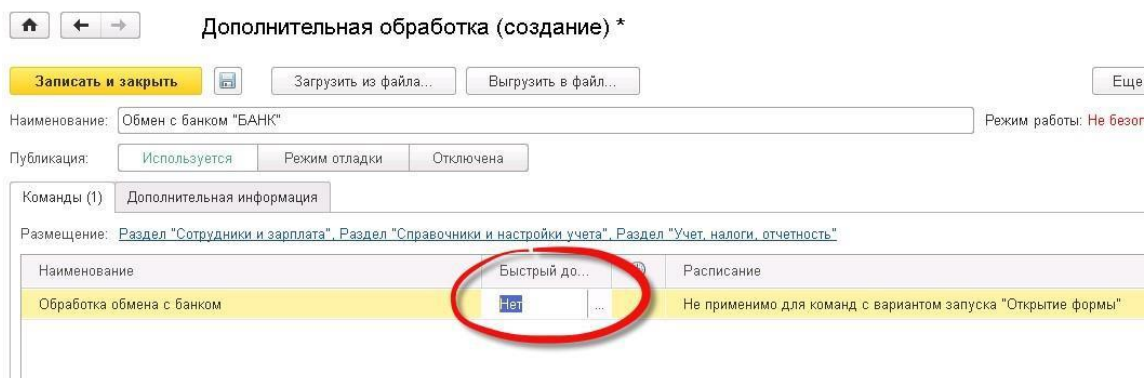 Дополнительная обработка (создание) *
Записать и закрыть Загрузить из файла... Выгрузить в файл... Еще
Наименование: Обмен с банком "БАНК" Режим работы: Не безоп
Публикация: Используется Режим отладки Отключена
Команды (1) Дополнительная информация
Размещение: Раздел "Сотрудники и зарплата", Раздел "Справочники и настройки учета", Раздел "Учет, налоги, отчетность"
Наименование Быстрый до... Расписание
Обработка обмена с банком Нет ... Не применимо для команд с вариантом запуска "Открытие формы"